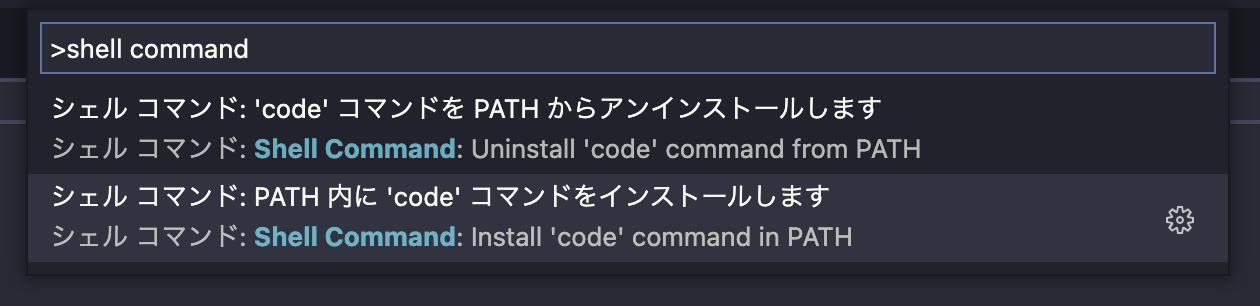 >shell command
シェル コマンド: 'code' コマンドを PATH からアンインストールします
シェル コマンド: Shell Command: Uninstall 'code' command from PATH
シェル コマンド: PATH 内に 'code' コマンドをインストールします
シェル コマンド: Shell Command: Install 'code' command in PATH